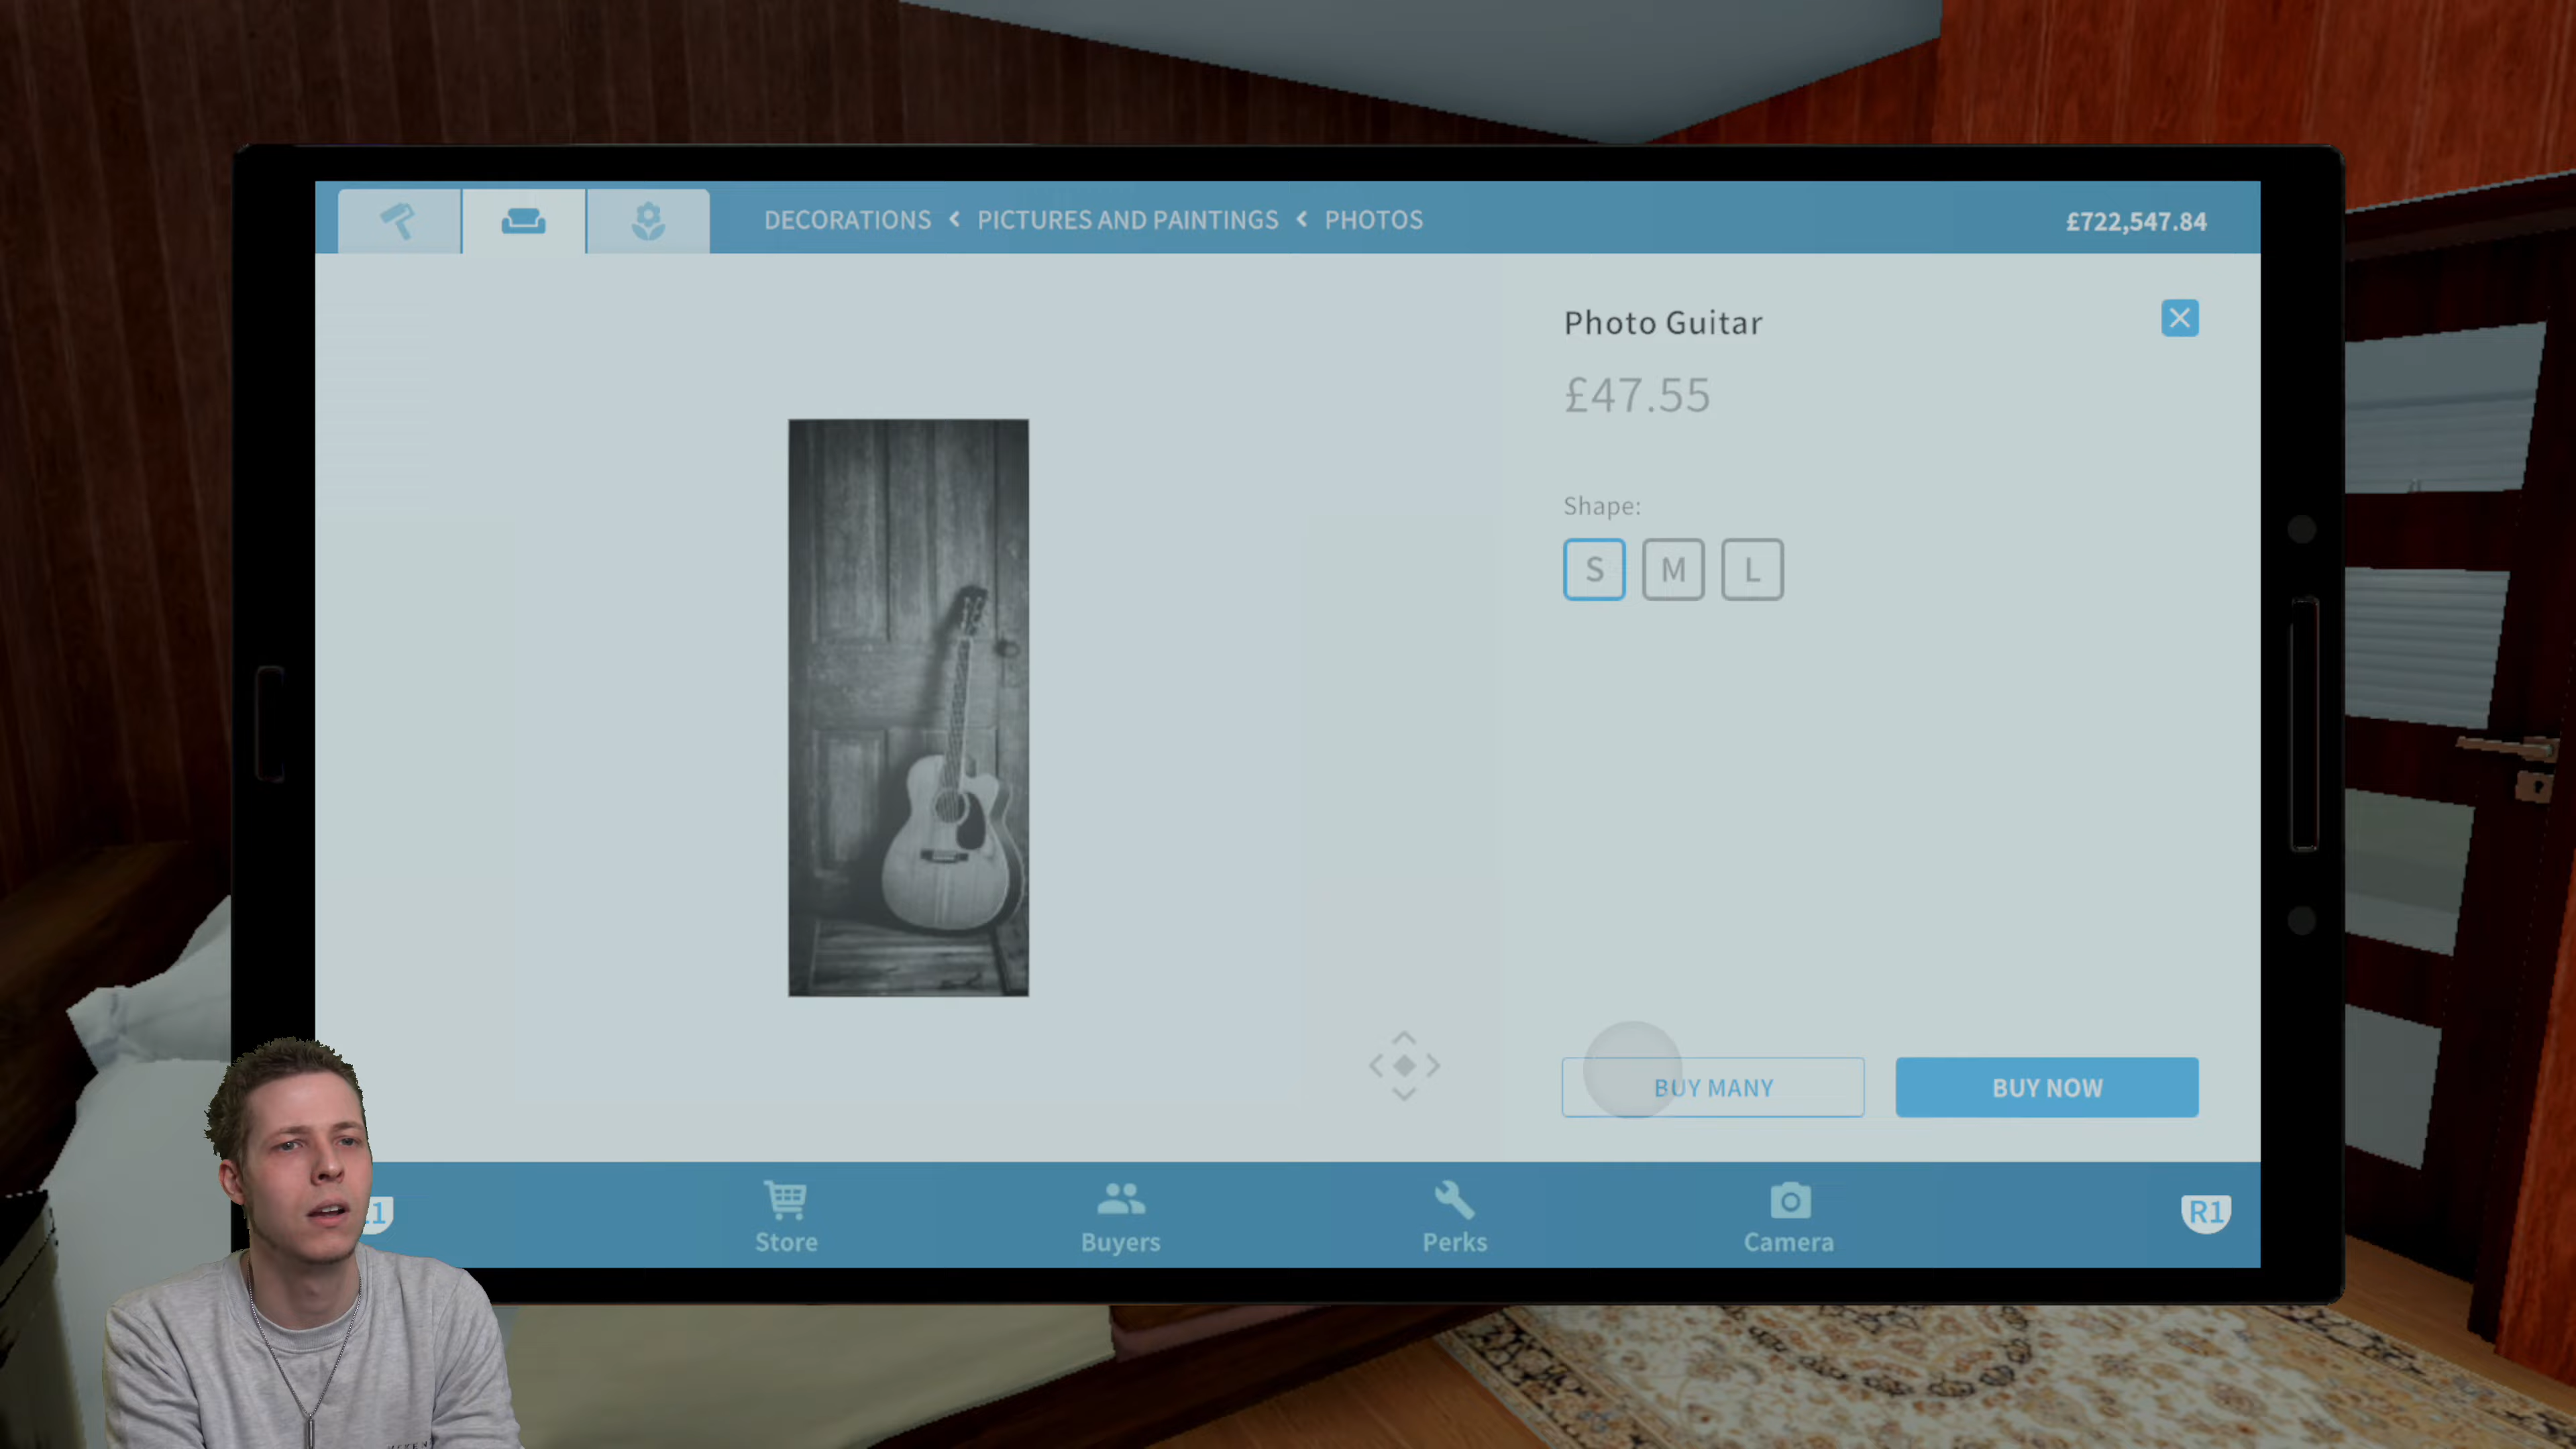 DECORATIONS < PICTURES AND PAINTINGS < PHOTOS
£722,547.84
Photo Guitar
£47.55
Shape:
S M L
BUY MANY
BUY NOW
Store
Buyers
Perks
Camera
R1